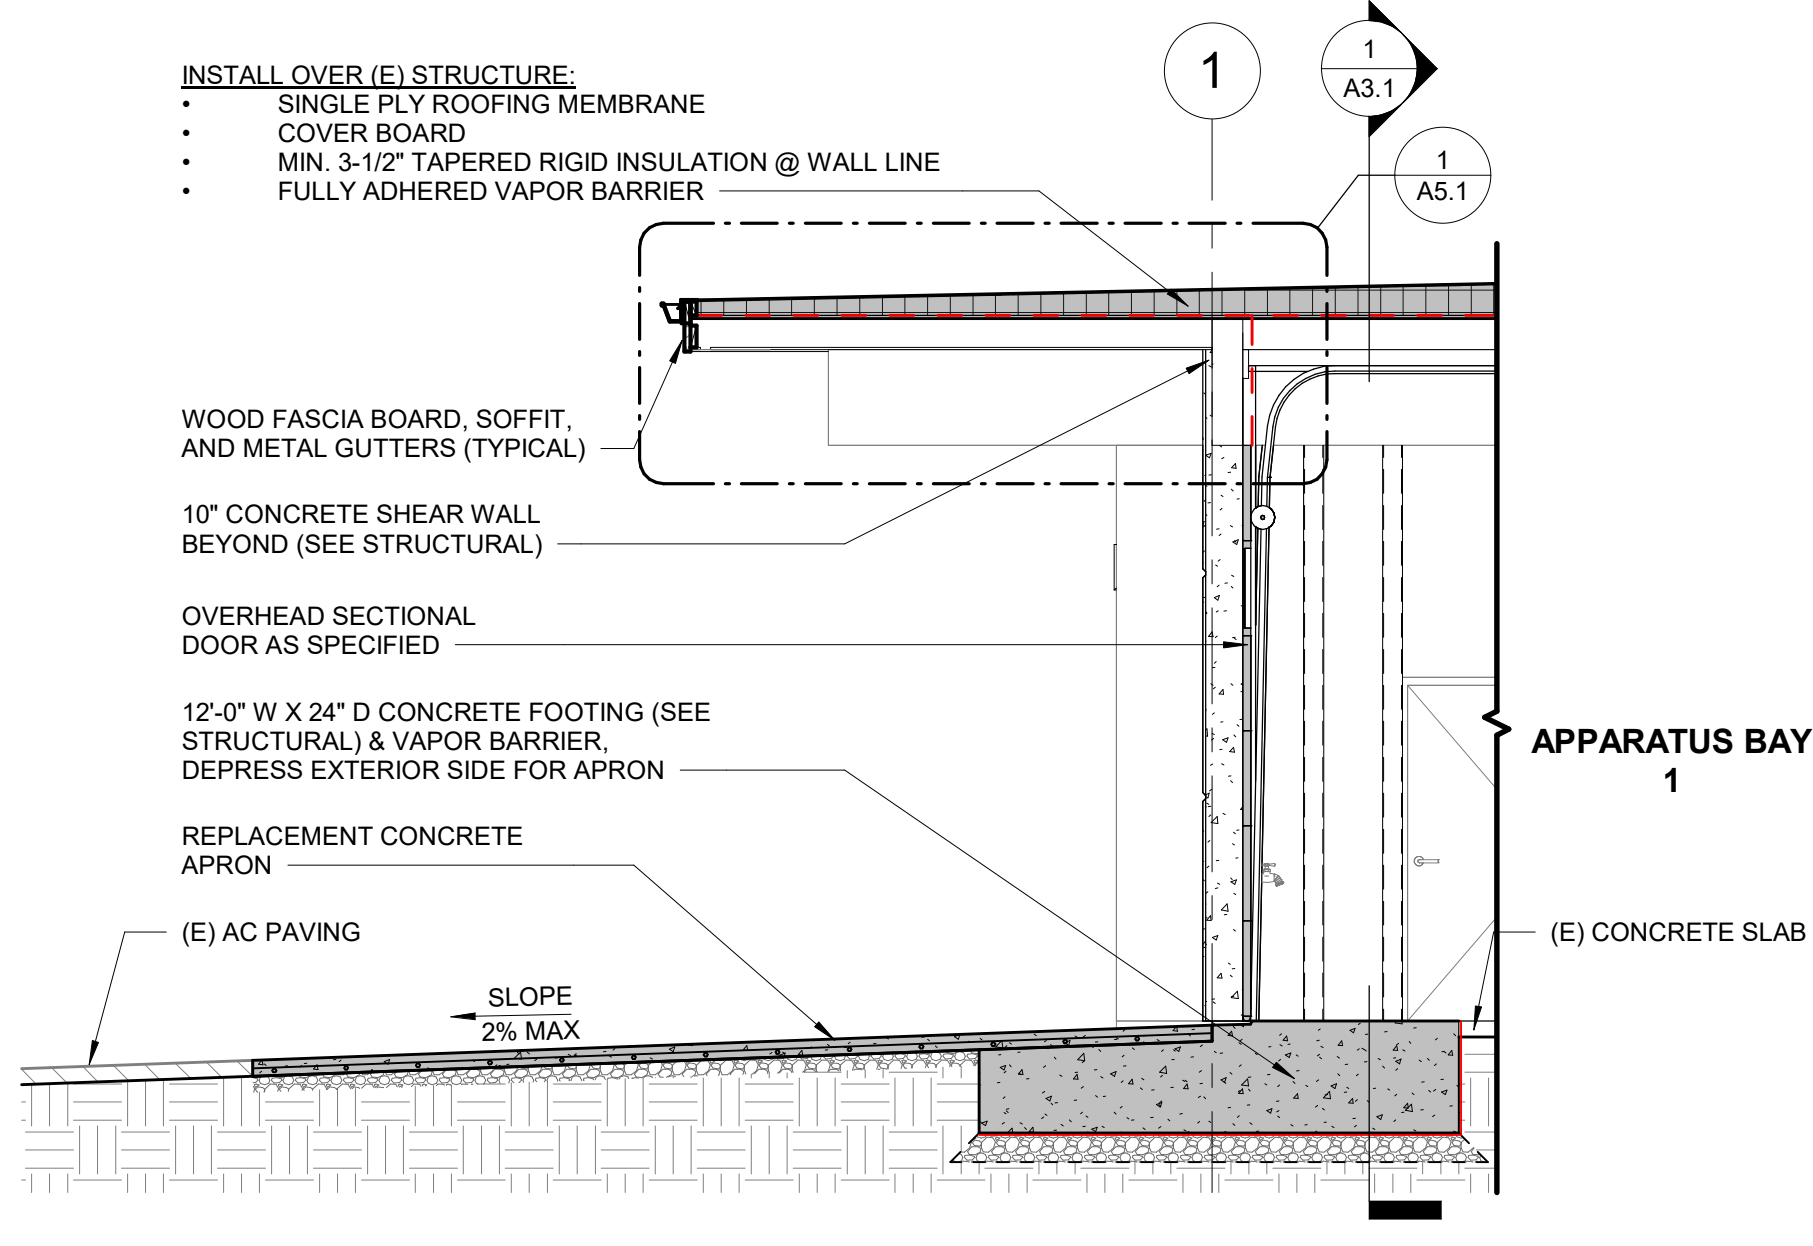 INSTALL OVER (E) STRUCTURE:
• SINGLE PLY ROOFING MEMBRANE
• COVER BOARD
• MIN. 3-1/2" TAPERED RIGID INSULATION @ WALL LINE
• FULLY ADHERED VAPOR BARRIER
1
1
A3.1
1
A5.1
WOOD FASCIA BOARD, SOFFIT,
AND METAL GUTTERS (TYPICAL)
10" CONCRETE SHEAR WALL
BEYOND (SEE STRUCTURAL)
OVERHEAD SECTIONAL
DOOR AS SPECIFIED
12'-0" W X 24" D CONCRETE FOOTING (SEE
STRUCTURAL) & VAPOR BARRIER,
DEPRESS EXTERIOR SIDE FOR APRON
APPARATUS BAY
1
REPLACEMENT CONCRETE
APRON
(E) AC PAVING
(E) CONCRETE SLAB
SLOPE
2% MAX